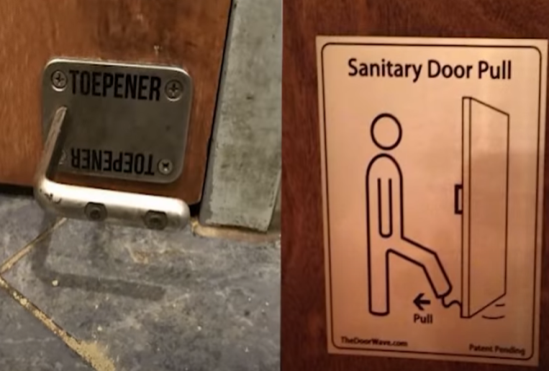 TOEPENER
TOEPENER
Sanitary Door Pull
Pull
TheDoorWave.com
Patent Pending